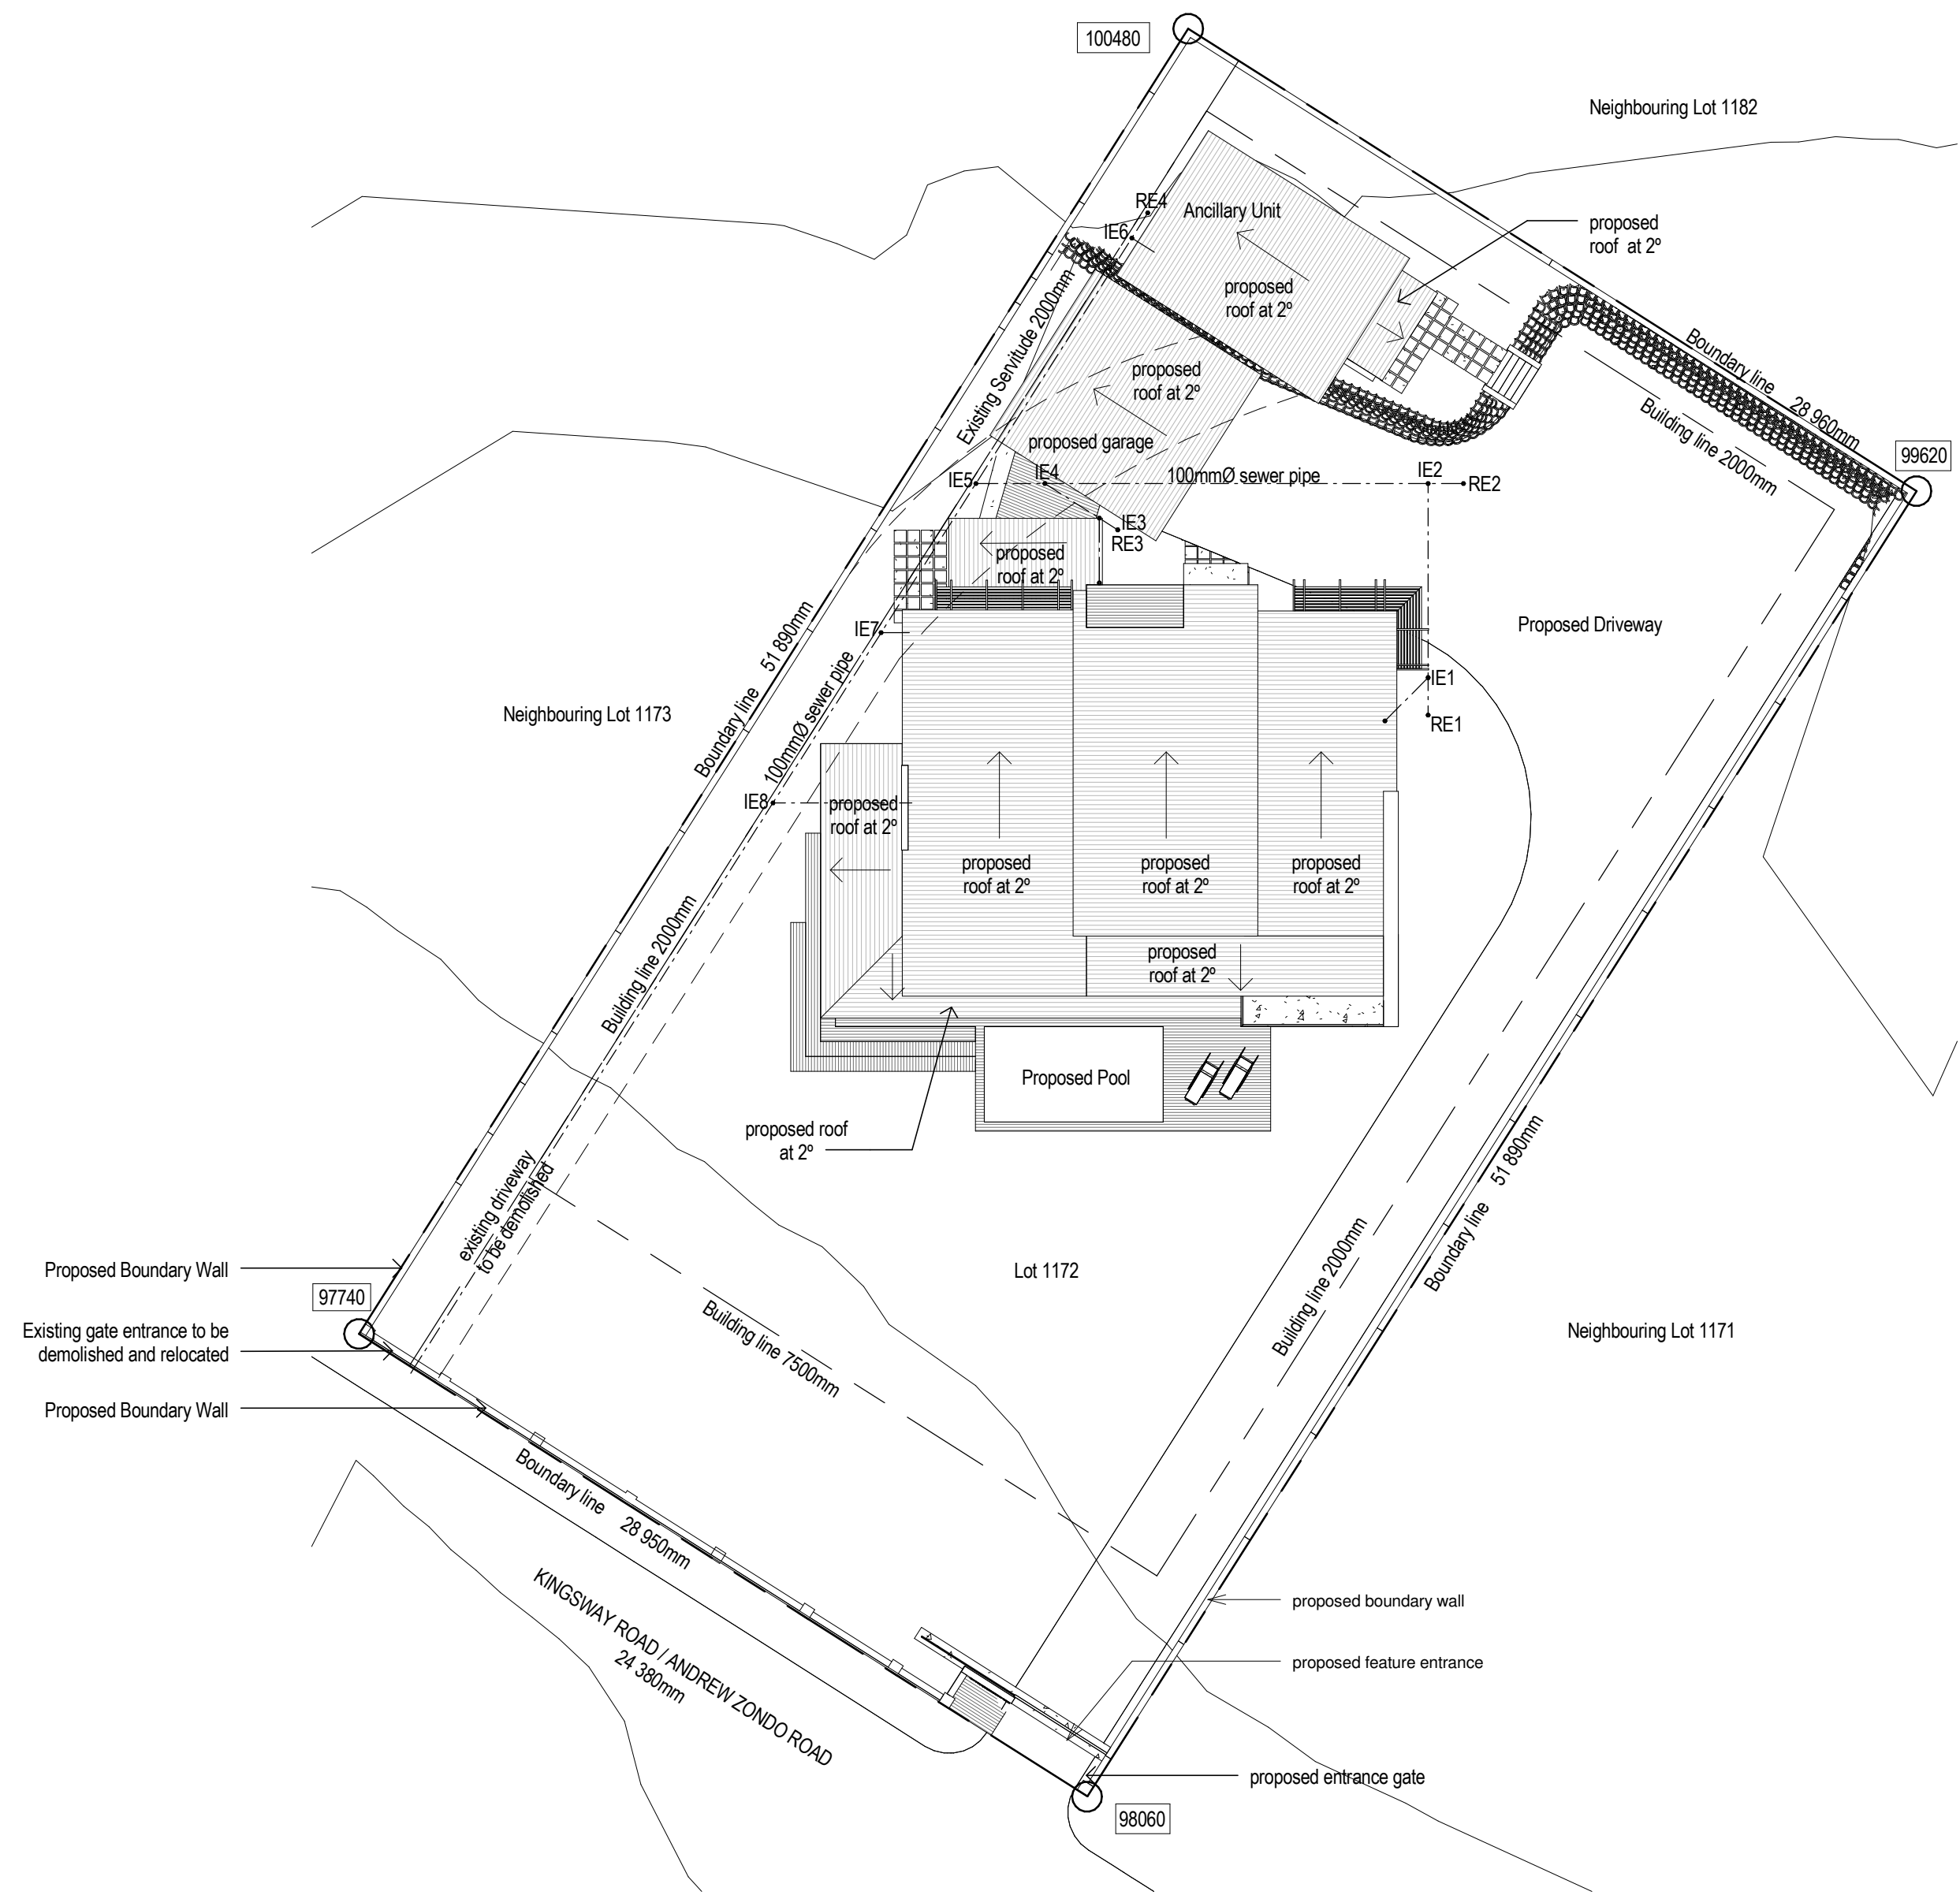 100480
Neighbouring Lot 1182
RE4
Ancillary Unit
IE6
proposed
roof at 2º
proposed
roof at 2º
Existing Servitude 2000mm
proposed
roof at 2º
Boundary line 28 960mm
Building line 2000mm
99620
proposed garage
IE5
IE4
100mmØ sewer pipe
IE2
RE2
IE3
RE3
proposed
roof at 2º
IE7
Proposed Driveway
Boundary line 51 890mm
100mmØ sewer pipe
IE1
RE1
Neighbouring Lot 1173
IE8
proposed
roof at 2º
proposed
roof at 2º
proposed
roof at 2º
proposed
roof at 2º
Building line 2000mm
proposed
roof at 2º
Proposed Pool
proposed roof
at 2º
existing driveway
to be demolished
Boundary line 51 890mm
Building line 2000mm
Lot 1172
Proposed Boundary Wall
97740
Existing gate entrance to be
demolished and relocated
Building line 7500mm
Neighbouring Lot 1171
Proposed Boundary Wall
Boundary line 28 950mm
KINGSWAY ROAD / ANDREW ZONDO ROAD
24 380mm
proposed boundary wall
proposed feature entrance
proposed entrance gate
98060